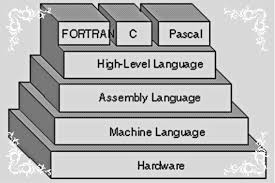 FORTRAN C Pascal
High-Level Language
Assembly Language
Machine Language
Hardware